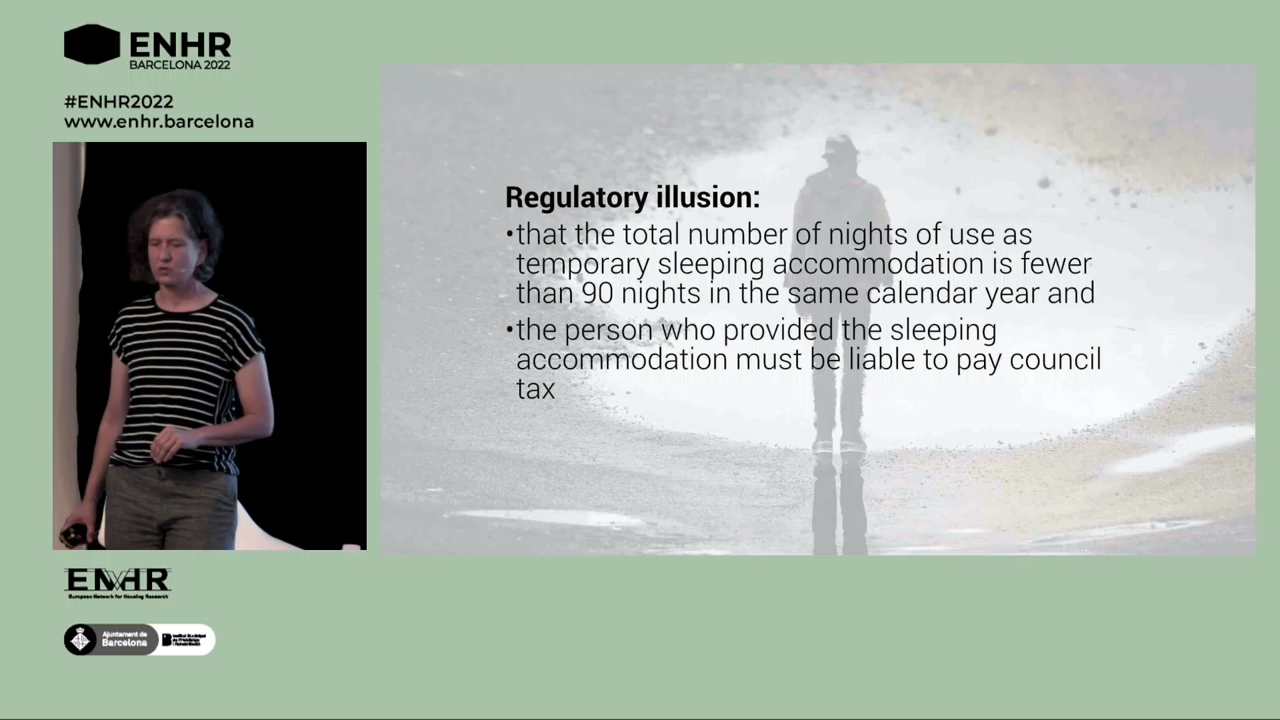 ENHR
BARCELONA 2022
#ENHR2022
www.enhr.barcelona
Regulatory illusion:
•that the total number of nights of use as
temporary sleeping accommodation is fewer
than 90 nights in the same calendar year and
•the person who provided the sleeping
accommodation must be liable to pay council
tax
ENHR
European Network for Housing Research
Ajuntament de
Barcelona